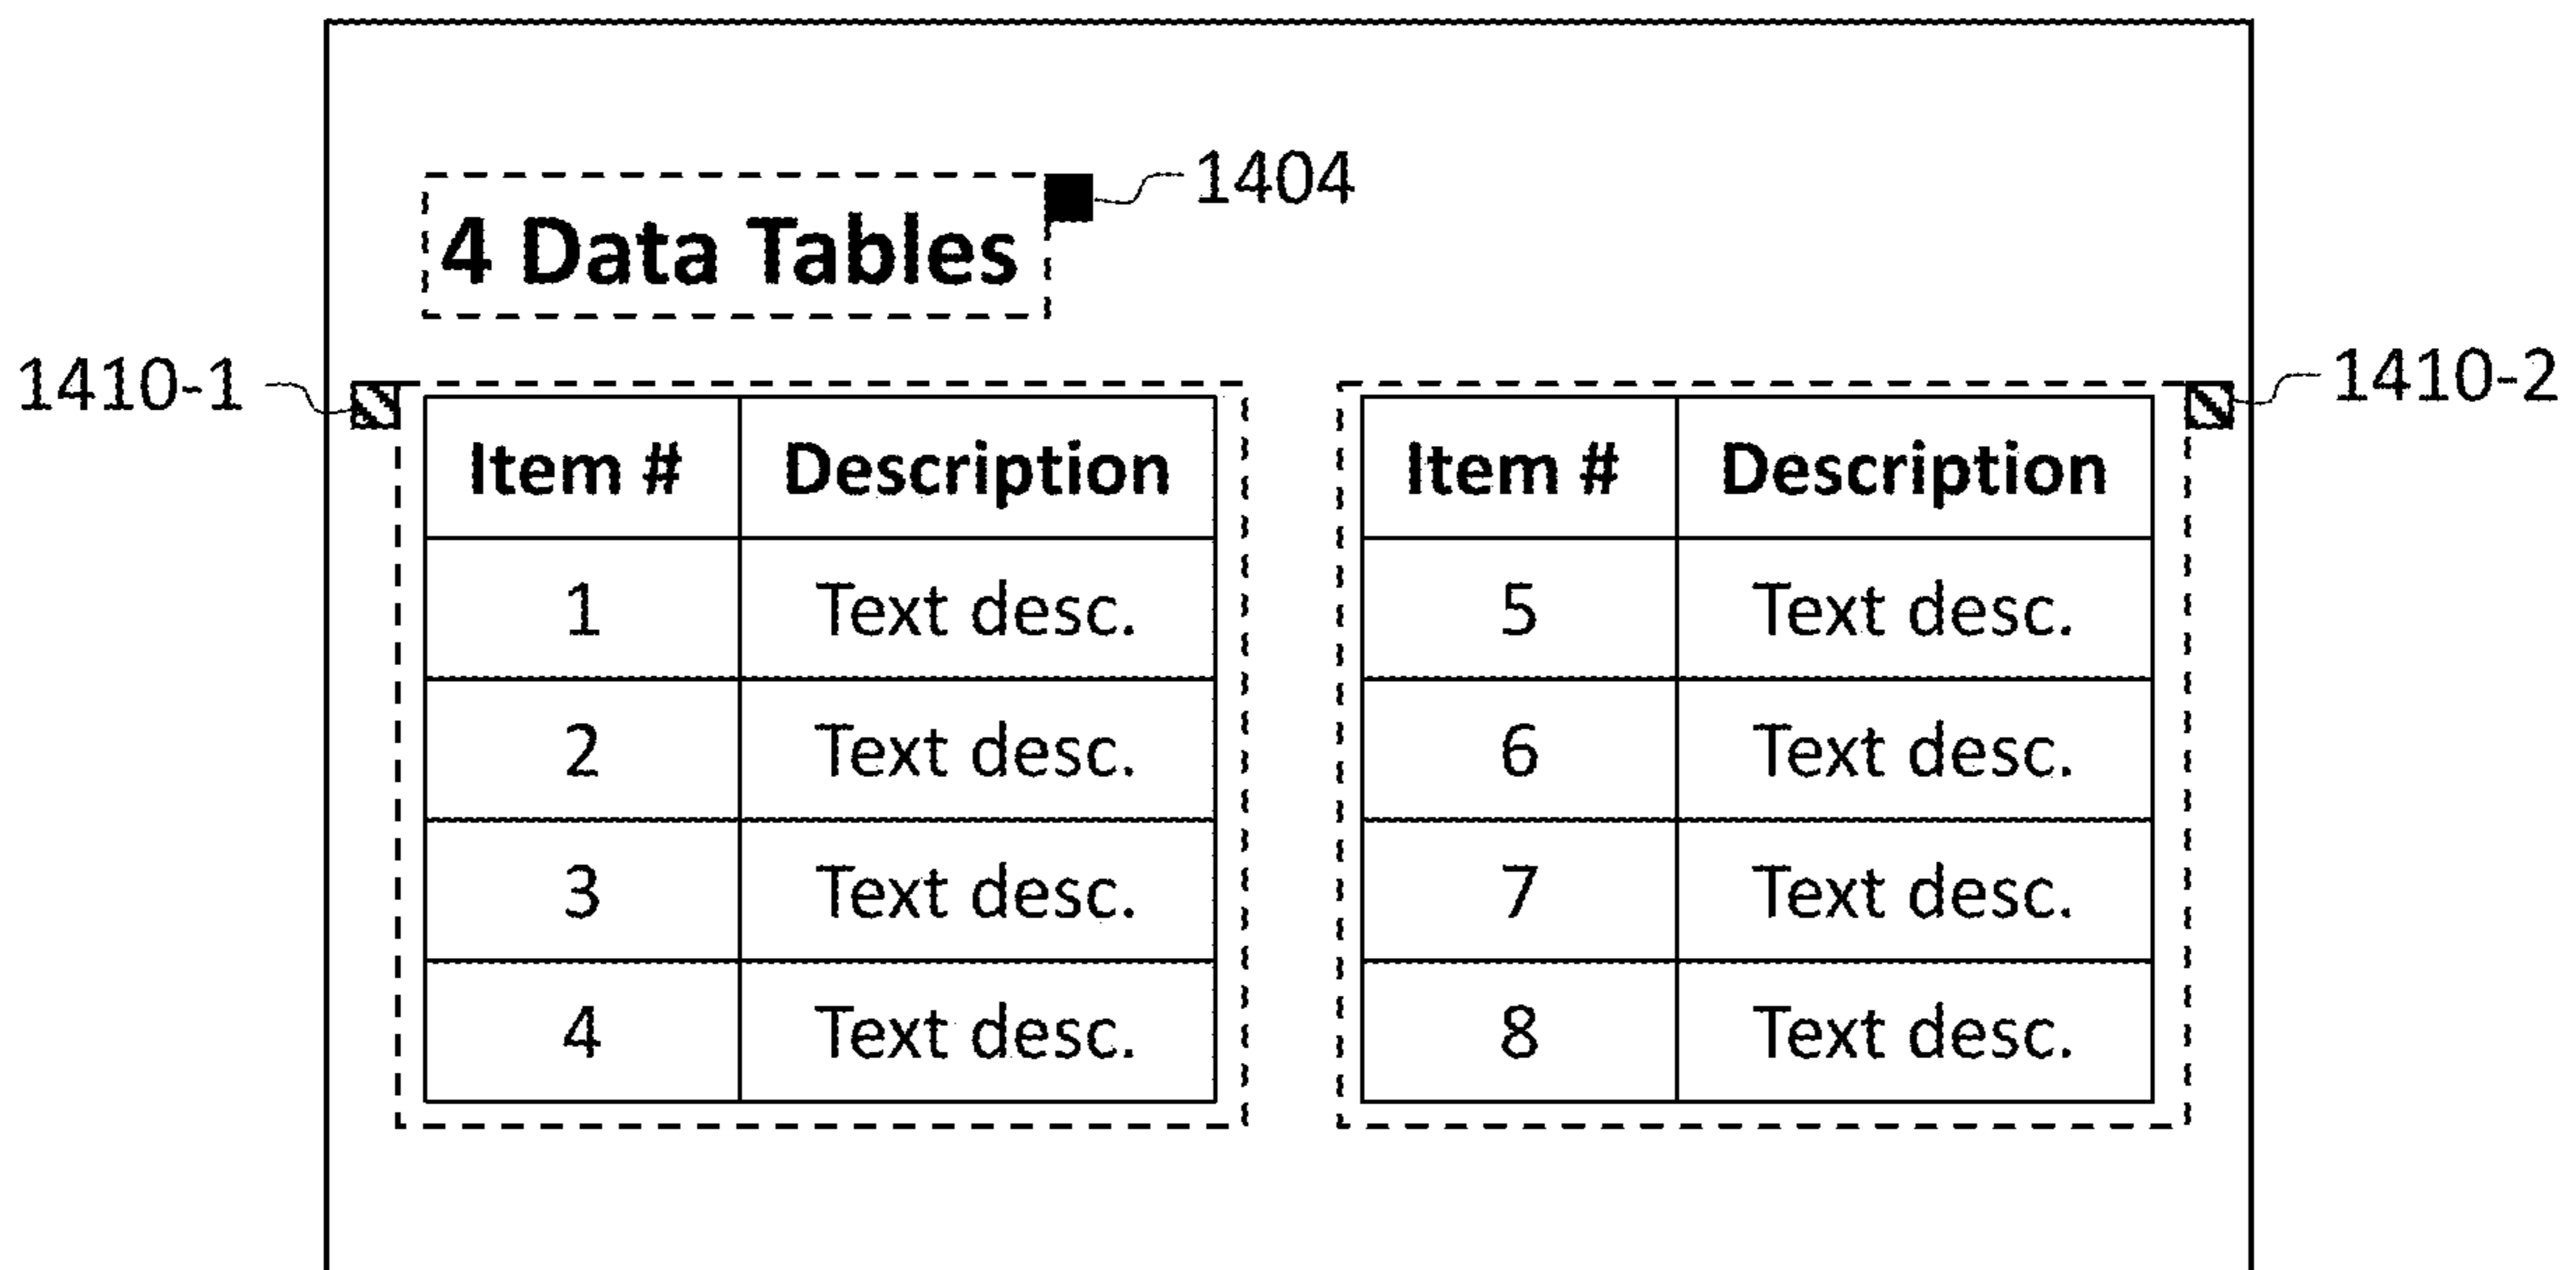 1404
4 Data Tables
1410-1
1410-2
Item # Description
1 Text desc.
2 Text desc.
3 Text desc.
4 Text desc.
Item # Description
5 Text desc.
6 Text desc.
7 Text desc.
8 Text desc.